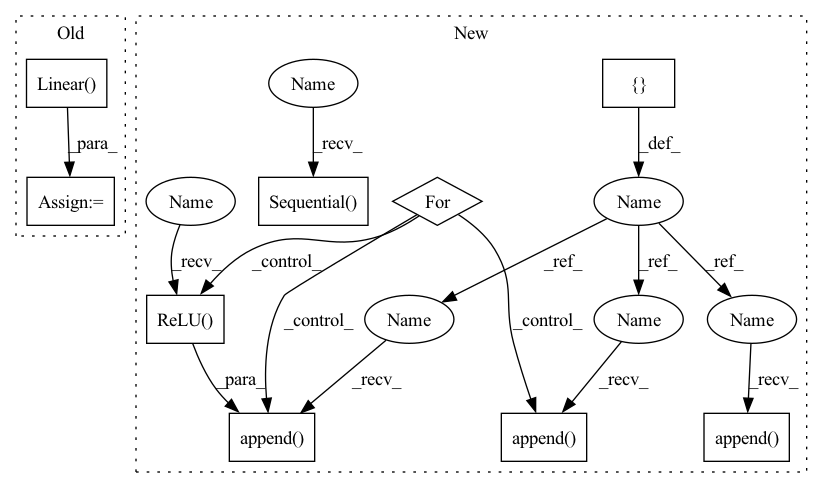 Old
New
Linear()
Name
{}
_para_
_recv_
_def_
Assign:=
Name
Sequential()
For
Name
_recv_
_control_
_ref_
_ref_
_ref_
ReLU()
_control_
Name
_control_
Name
Name
_para_
_recv_
_recv_
_recv_
append()
append()
append()